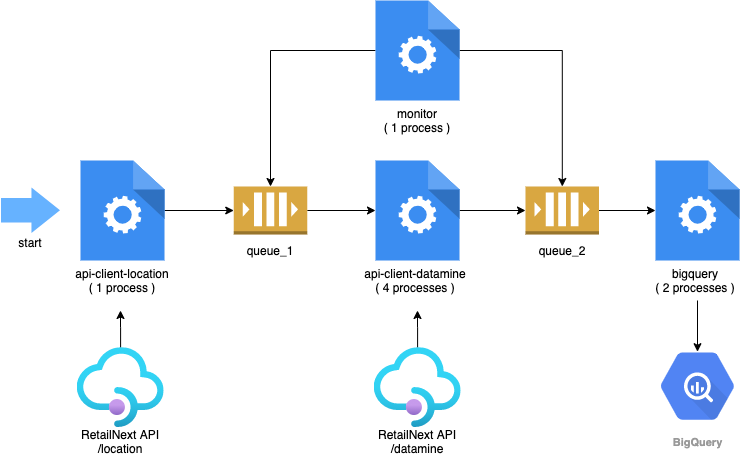 monitor
( 1 process )
start
queue_1
queue_2
api-client-location
( 1 process )
api-client-datamine
( 4 processes )
bigquery
( 2 processes )
RetailNext API
/location
RetailNext API
/datamine
BigQuery